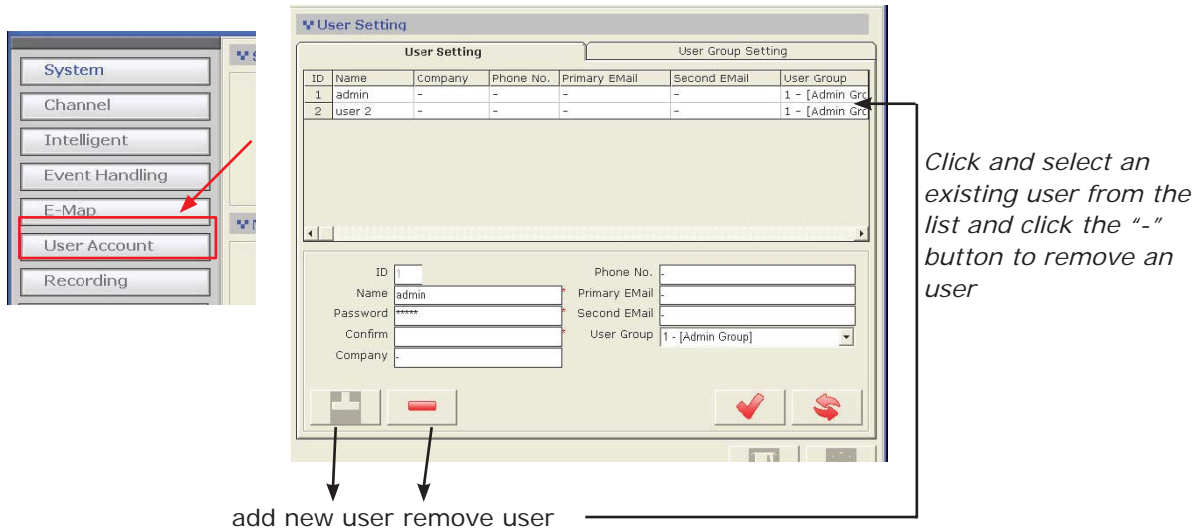 System
Channel
Intelligent
Event Handling
E-Map
User Account
Recording
User Setting
User Setting User Group Setting
ID Name Company Phone No. Primary EMail Second EMail User Group
1 admin - - - - 1 - [Admin Grc
2 user 2 - - - - 1 - [Admin Grc
ID 1 Phone No. -
Name admin * Primary EMail -
Password ***** * Second EMail -
Confirm * User Group 1 - [Admin Group]
Company -
Click and select an
existing user from the
list and click the “-”
button to remove an
user
add new user remove user